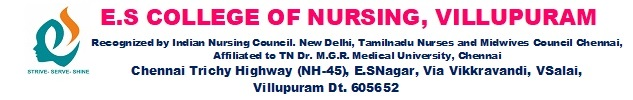 E.S COLLEGE OF NURSING, VILLUPURAM
Recognized by Indian Nursing Council. New Delhi, Tamilnadu Nurses and Midwives Council Chennai,
Affiliated to TN Dr. M.G.R. Medical University, Chennai
Chennai Trichy Highway (NH-45), E.SNagar, Via Vikkravandi, VSalai,
Villupuram Dt. 605652
STRIVE- SERVE- SHINE